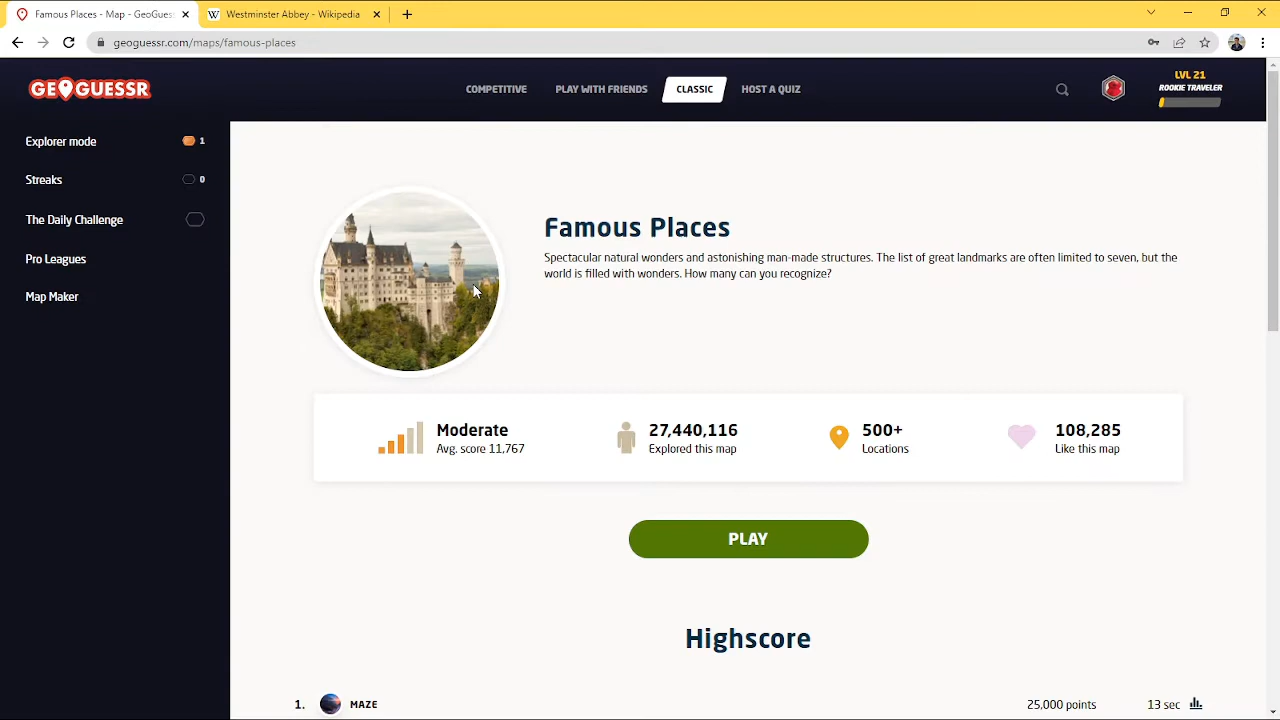 Famous Places - Map - GeoGues
Westminster Abbey - Wikipedia
geoguessr.com/maps/famous-places
GEOGUESSR
COMPETITIVE
PLAY WITH FRIENDS
CLASSIC
HOST A QUIZ
LVL 21
ROOKIE TRAVELER
Explorer mode
1
Streaks
0
The Daily Challenge
Pro Leagues
Map Maker
Famous Places
Spectacular natural wonders and astonishing man-made structures. The list of great landmarks are often limited to seven, but the
world is filled with wonders. How many can you recognize?
Moderate
Avg. score 11,767
27,440,116
Explored this map
500+
Locations
108,285
Like this map
PLAY
Highscore
1. MAZE 25,000 points 13 sec